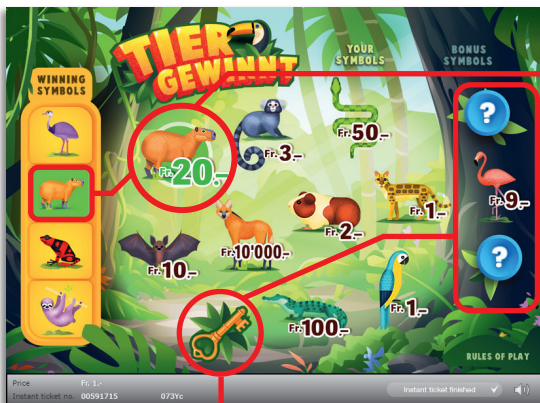 TIER
GEWINNT
YOUR
SYMBOLS
BONUS
SYMBOLS
WINNING
SYMBOLS
Fr.20.–
Fr.3.–
Fr.50.–
?
Fr.10.–
Fr.10'000.–
Fr.2.–
Fr.1.–
Fr.9.–
?
Fr.100.–
Fr.1.–
RULES OF PLAY
Price Fr. 1.-
Instant ticket no. 00591715 073Yc
Instant ticket finished